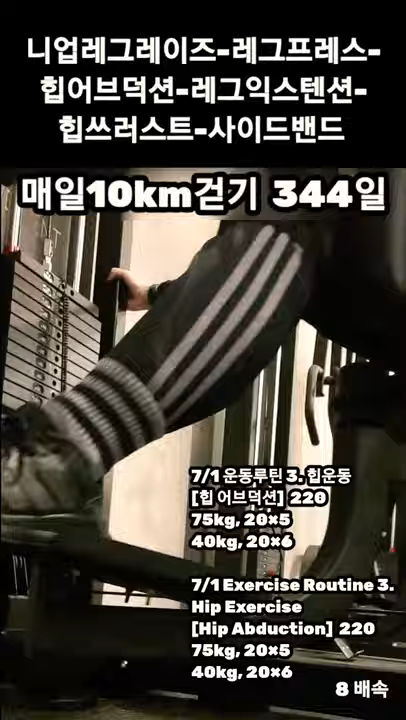 니업레그레이즈-레그프레스-
힙어브덕션-레그익스텐션-
힙쓰러스트-사이드밴드
매일10km걷기 344일
7/1 운동루틴 3. 힙운동
[힙 어브덕션] 220
75kg, 20×5
40kg, 20×6
7/1 Exercise Routine 3.
Hip Exercise
[Hip Abduction] 220
75kg, 20×5
40kg, 20×6
8 배속